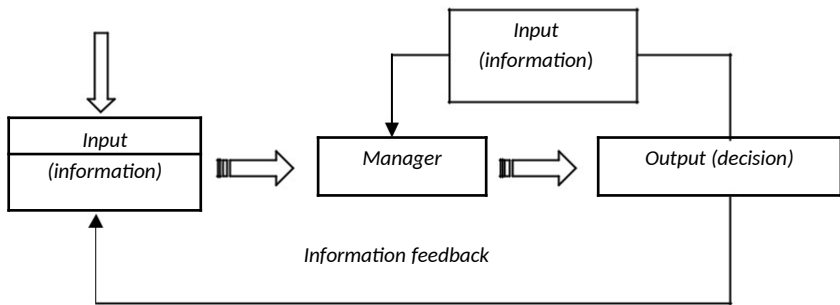 Input
(information)
Input
(information)
Manager
Output (decision)
Information feedback